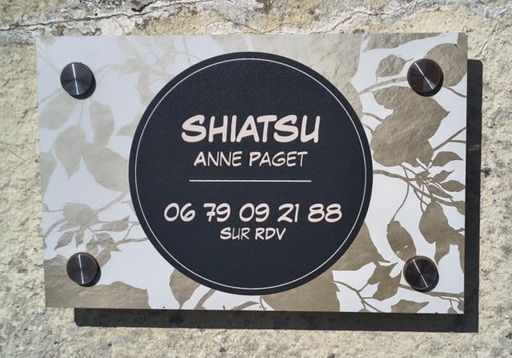 SHIATSU
ANNE PAGET
06 79 09 21 88
SUR RDV